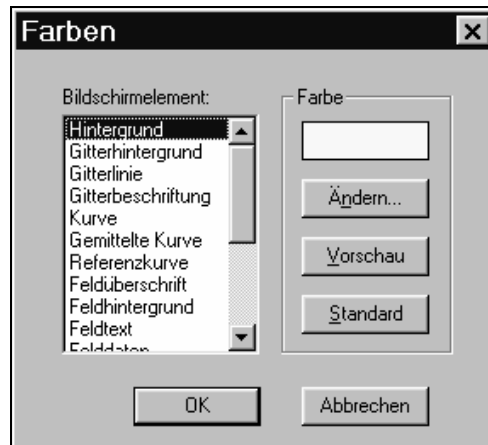 Farben
Bildschirmelement:
Hintergrund
Gitterhintergrund
Gitterlinie
Gitterbeschriftung
Kurve
Gemittelte Kurve
Referenzkurve
Feldüberschrift
Feldhintergrund
Feldtext
Felddaten
Farbe
Ändern...
Vorschau
Standard
OK
Abbrechen